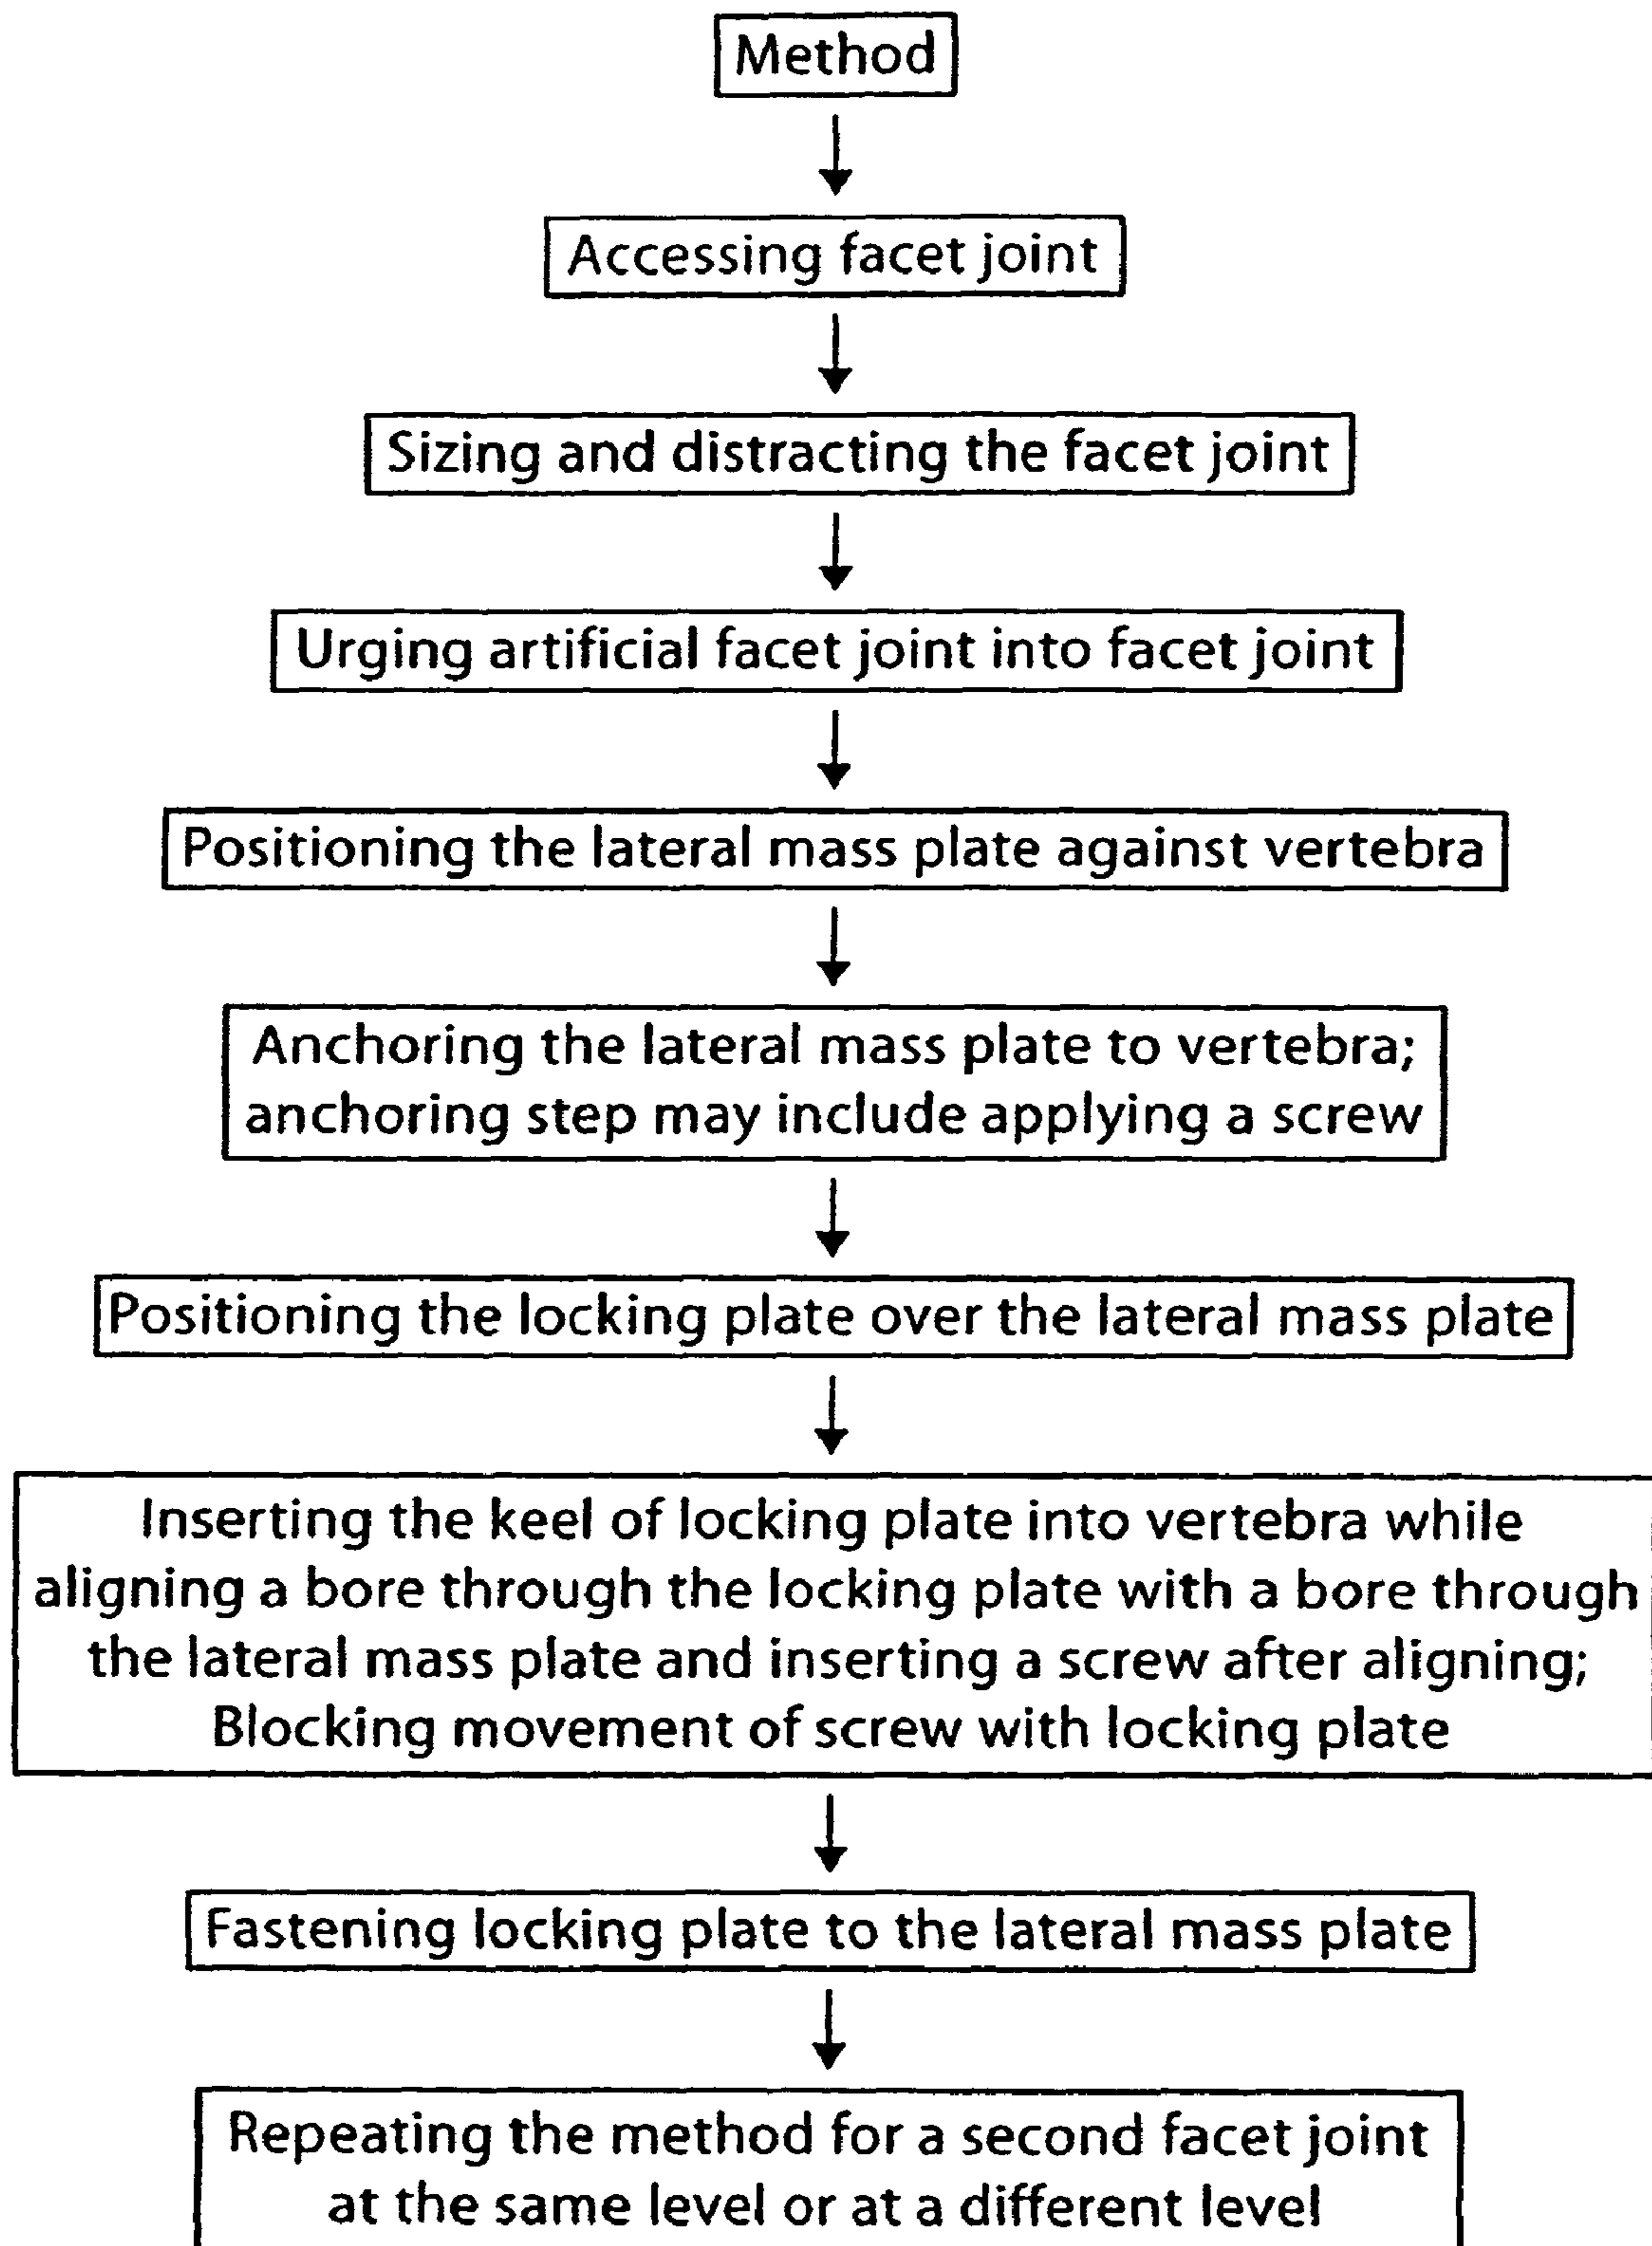 Method
Accessing facet joint
Sizing and distracting the facet joint
Urging artificial facet joint into facet joint
Positioning the lateral mass plate against vertebra
Anchoring the lateral mass plate to vertebra;
anchoring step may include applying a screw
Positioning the locking plate over the lateral mass plate
Inserting the keel of locking plate into vertebra while
aligning a bore through the locking plate with a bore through
the lateral mass plate and inserting a screw after aligning;
Blocking movement of screw with locking plate
Fastening locking plate to the lateral mass plate
Repeating the method for a second facet joint
at the same level or at a different level